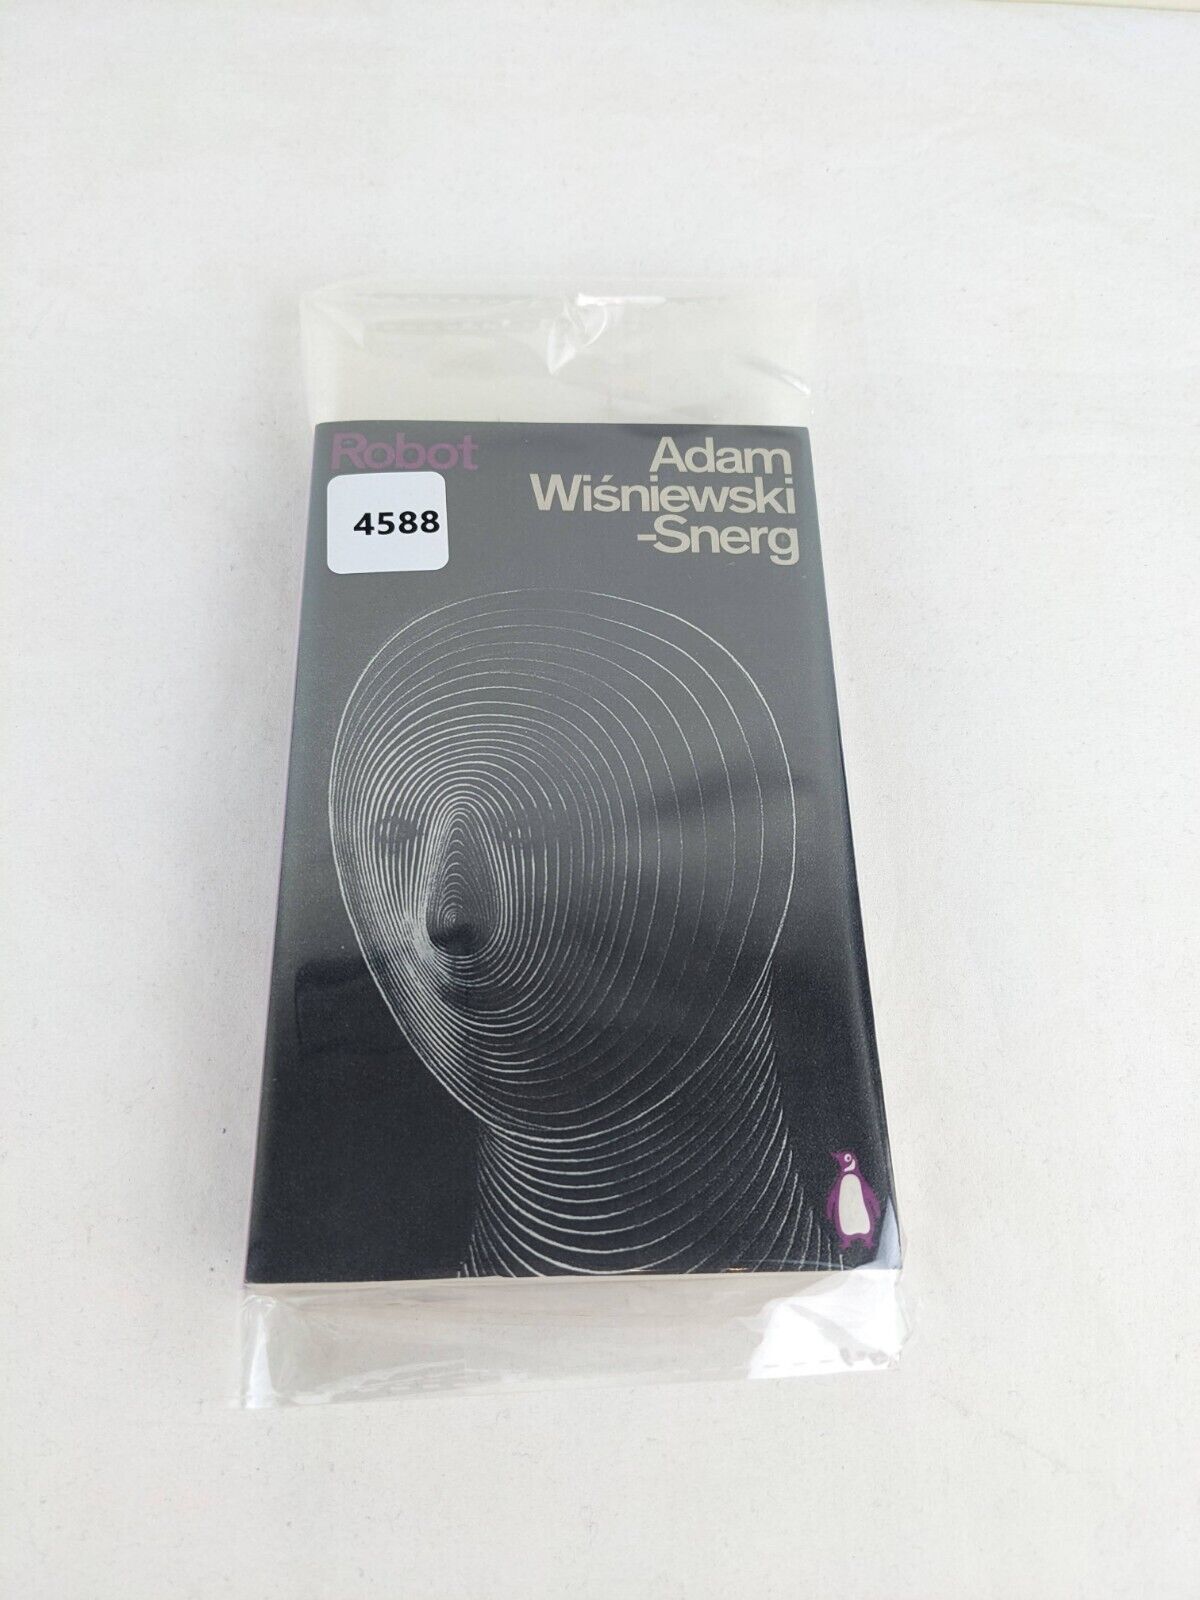 Robot
Adam
Wiśniewski
-Snerg
4588